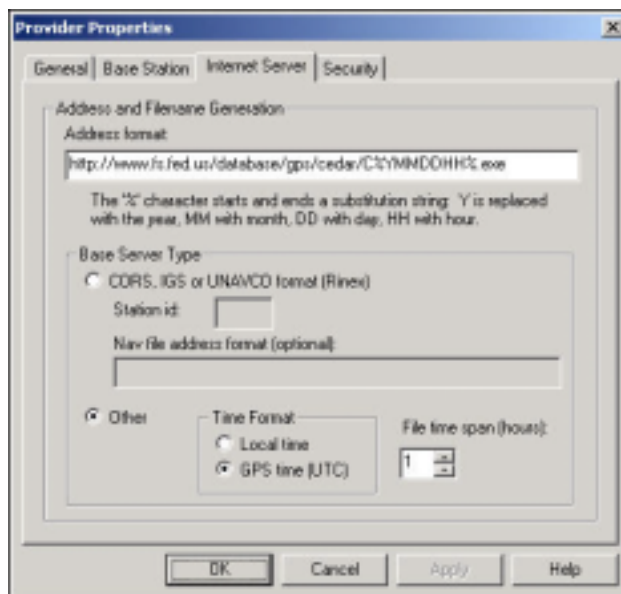 Provider Properties
General Base Station Internet Server Security
Address and Filename Generation
Address format:
http://www.fs.fed.us/database/gps/cedar/C%YMMDDHH%.exe
The '%' character starts and ends a substitution string: Y is replaced
with the year, MM with month, DD with day, HH with hour.
Base Server Type
CORS, IGS or UNAVCO format (Rinex)
Station id:
Nav file address format (optional):
Other
Time Format
File time span (hours):
Local time
1
GPS time (UTC)
OK Cancel Apply Help